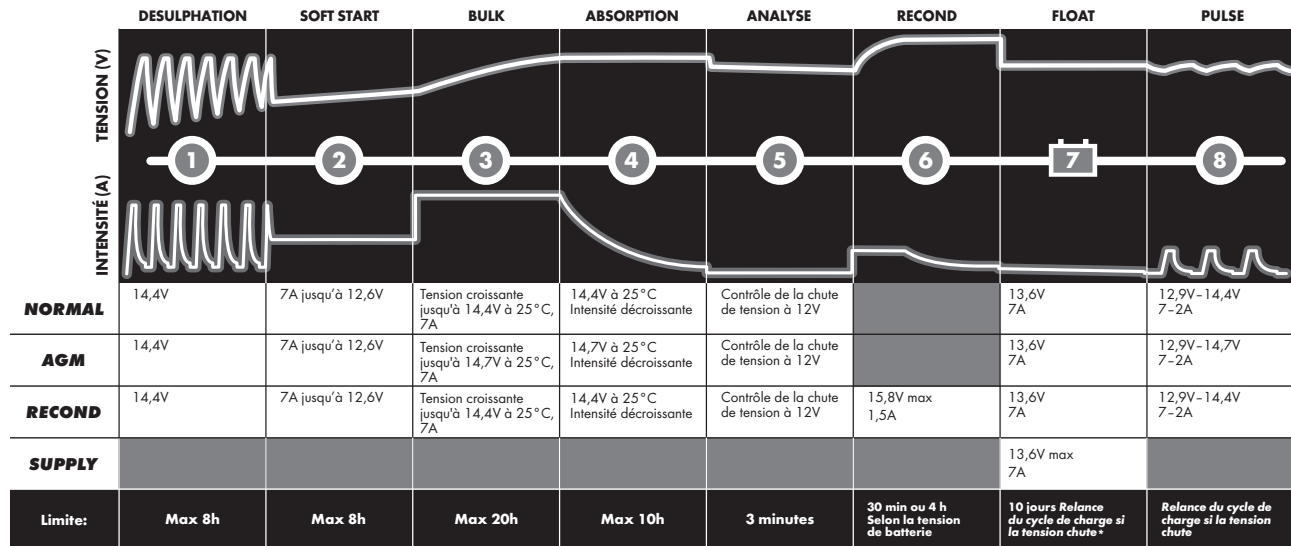 DESULPHATION SOFT START BULK ABSORPTION ANALYSE RECOND FLOAT PULSE
TENSION (V)
1 2 3 4 5 6 7 8
INTENSITÉ (A)
NORMAL
14,4V
7A jusqu'à 12,6V
Tension croissante
jusqu'à 14,4V à 25°C,
7A
14,4V à 25°C
Intensité décroissante
Contrôle de la chute
de tension à 12V
13,6V
7A
12,9V–14,4V
7–2A
AGM
14,4V
7A jusqu'à 12,6V
Tension croissante
jusqu'à 14,7V à 25°C,
7A
14,7V à 25°C
Intensité décroissante
Contrôle de la chute
de tension à 12V
13,6V
7A
12,9V–14,7V
7–2A
RECOND
14,4V
7A jusqu'à 12,6V
Tension croissante
jusqu'à 14,4V à 25°C,
7A
14,4V à 25°C
Intensité décroissante
Contrôle de la chute
de tension à 12V
15,8V max
1,5A
13,6V
7A
12,9V–14,4V
7–2A
SUPPLY
13,6V max
7A
Limite:
Max 8h
Max 8h
Max 20h
Max 10h
3 minutes
30 min ou 4 h
Selon la tension
de batterie
10 jours Relance
du cycle de charge si
la tension chute*
Relance du cycle de
charge si la tension
chute